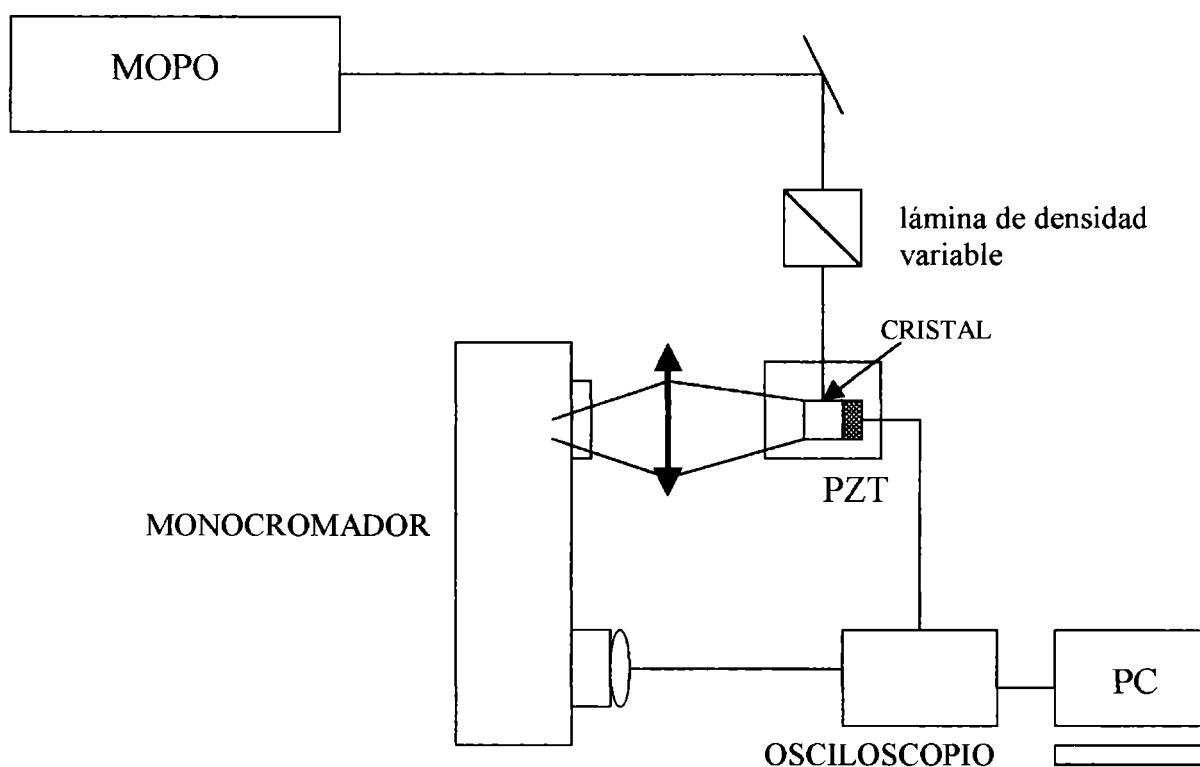 MOPO
lámina de densidad
variable
CRISTAL
PZT
MONOCROMADOR
PC
OSCILOSCOPIO